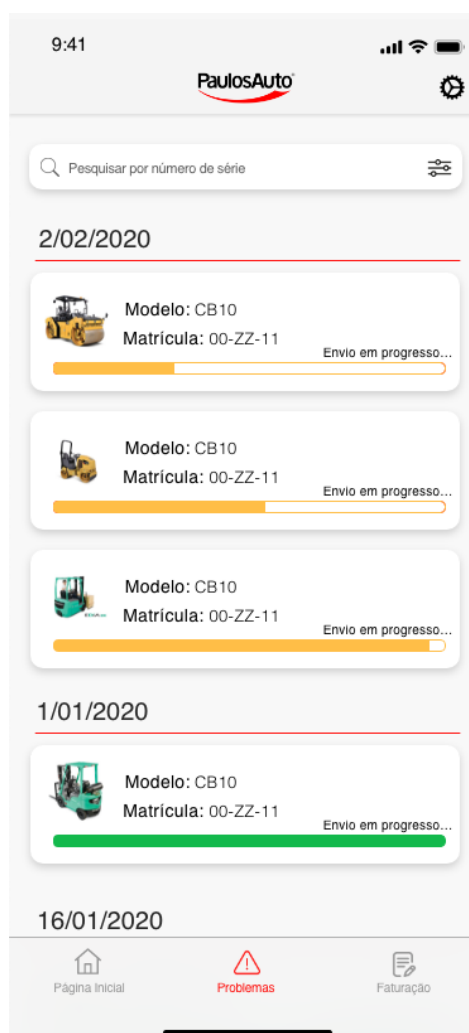 9:41
PaulosAuto
Pesquisar por número de série
2/02/2020
Modelo: CB10
Matrícula: 00-ZZ-11
Envio em progresso...
Modelo: CB10
Matrícula: 00-ZZ-11
Envio em progresso...
Modelo: CB10
Matrícula: 00-ZZ-11
Envio em progresso...
1/01/2020
Modelo: CB10
Matrícula: 00-ZZ-11
Envio em progresso...
16/01/2020
Página Inicial
Problemas
Faturação